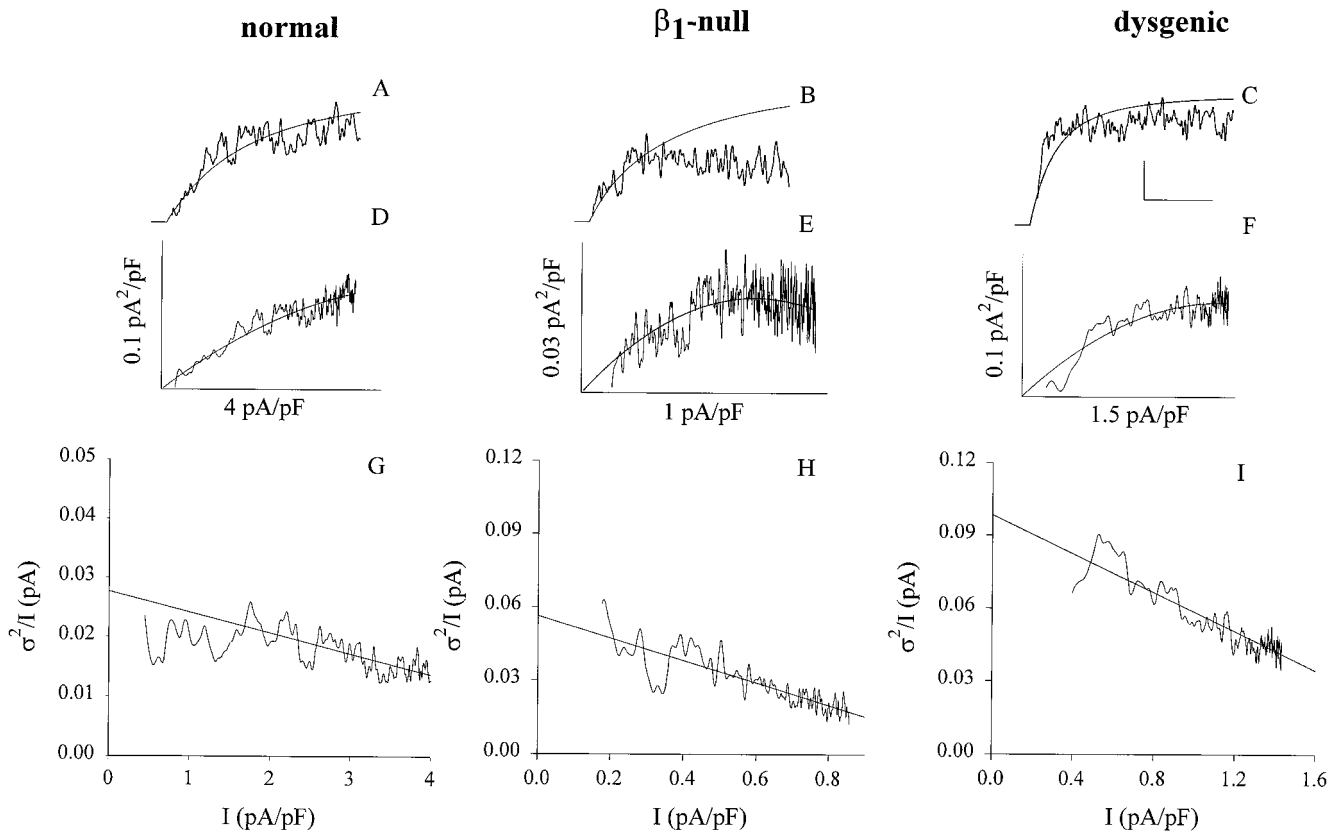 normal
β1-null
dysgenic
A
B
C
D
E
F
0.1 pA²/pF
0.03 pA²/pF
0.1 pA²/pF
4 pA/pF
1 pA/pF
1.5 pA/pF
G
0.05
0.04
0.03
0.02
0.01
0.00
σ²/I (pA)
0 1 2 3 4
I (pA/pF)
H
0.12
0.09
0.06
0.03
0.00
σ²/I (pA)
0.0 0.2 0.4 0.6 0.8
I (pA/pF)
I
0.12
0.09
0.06
0.03
0.00
σ²/I (pA)
0.0 0.4 0.8 1.2 1.6
I (pA/pF)